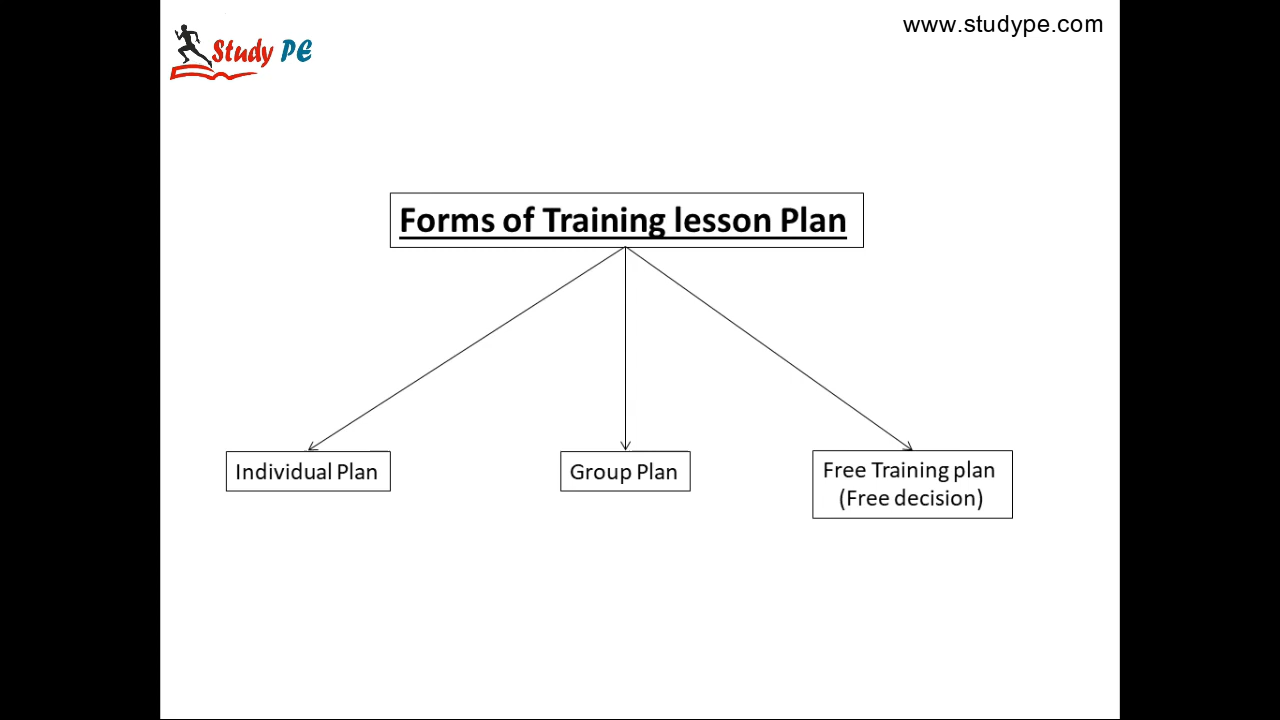 www.studype.com
Study PE
Forms of Training lesson Plan
Individual Plan
Group Plan
Free Training plan
(Free decision)